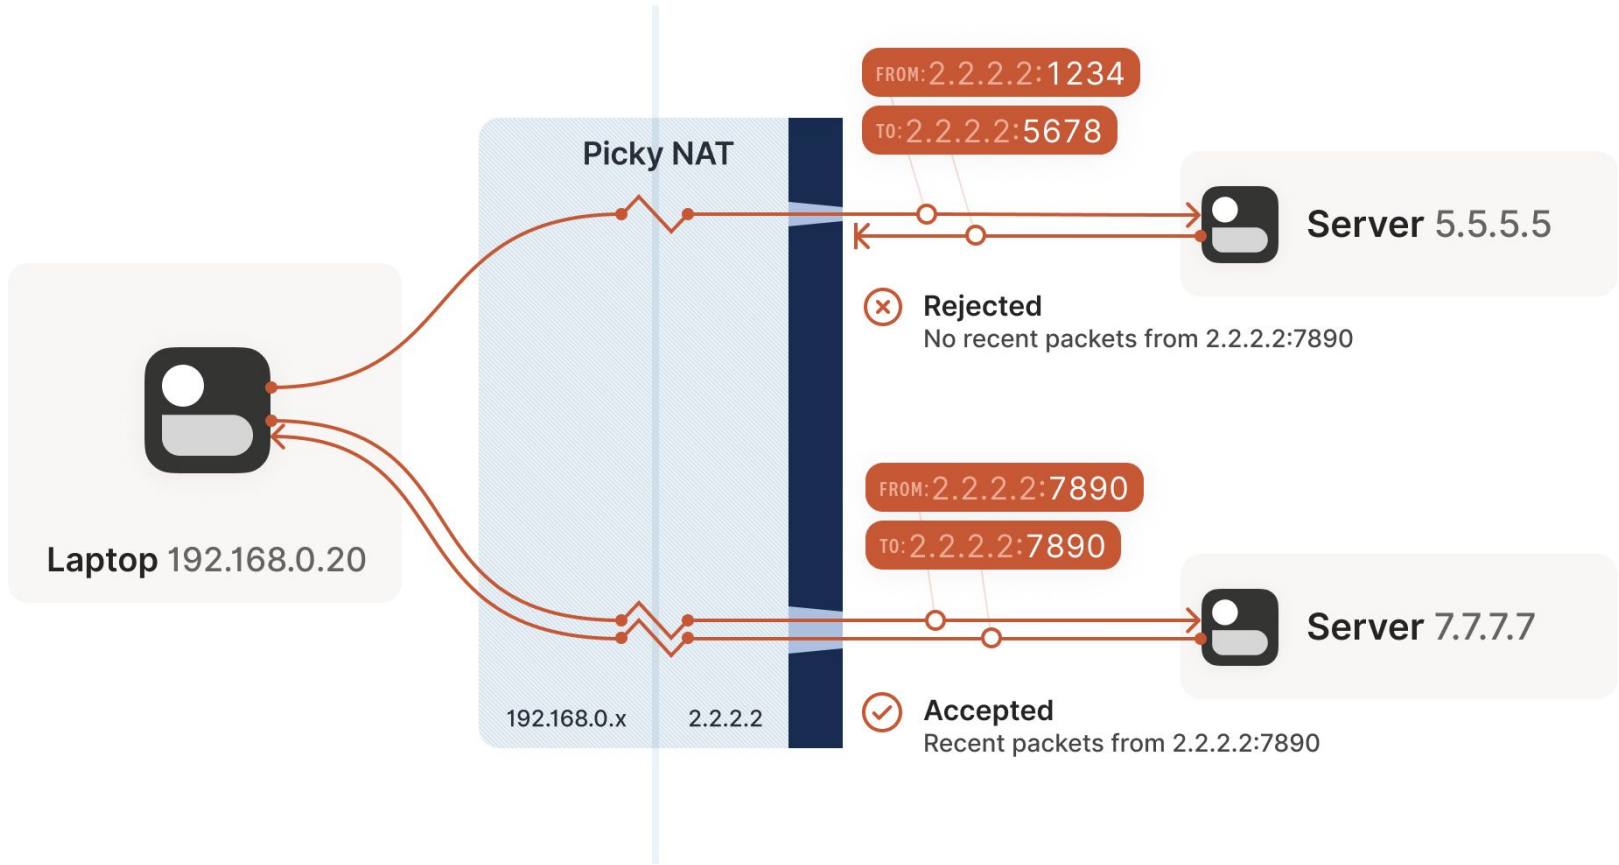 FROM:2.2.2.2:1234
TO:2.2.2.2:5678
Picky NAT
Server 5.5.5.5
Rejected
No recent packets from 2.2.2.2:7890
Laptop 192.168.0.20
FROM:2.2.2.2:7890
TO:2.2.2.2:7890
Server 7.7.7.7
192.168.0.x
2.2.2.2
Accepted
Recent packets from 2.2.2.2:7890